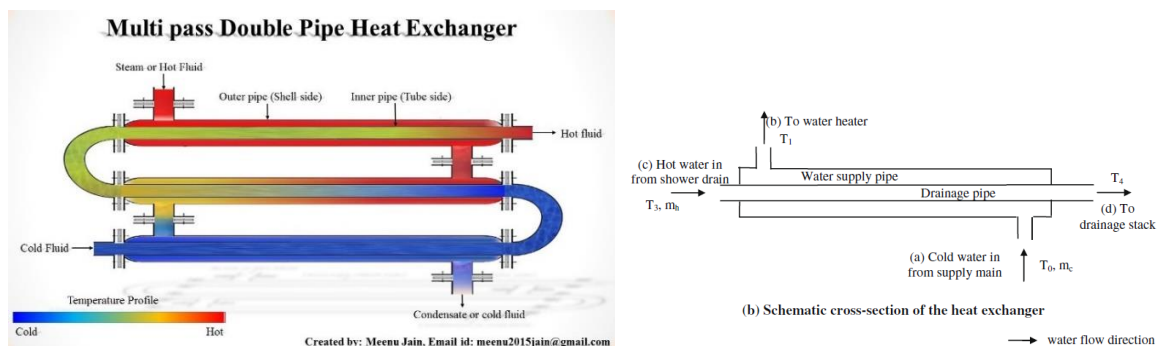 Multi pass Double Pipe Heat Exchanger
Steam or Hot Fluid
Outer pipe (Shell side)
Inner pipe (Tube side)
Hot fluid
Cold Fluid
Temperature Profile
Cold
Hot
Condensate or cold fluid
Created by: Meenu Jain, Email id: meenu2015jain@gmail.com
(b) To water heater
T₁
(c) Hot water in
from shower drain
T₃, mₕ
Water supply pipe
Drainage pipe
T₄
(d) To
drainage stack
(a) Cold water in
from supply main
T₀, m꜀
(b) Schematic cross-section of the heat exchanger
water flow direction